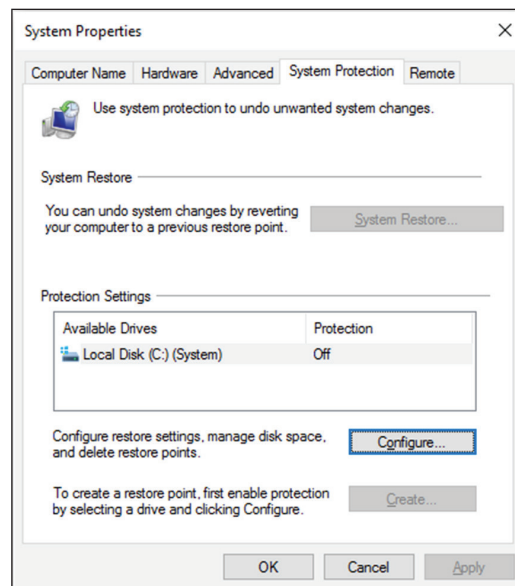 System Properties
Computer Name Hardware Advanced System Protection Remote
Use system protection to undo unwanted system changes.
System Restore
You can undo system changes by reverting
your computer to a previous restore point.
System Restore...
Protection Settings
Available Drives Protection
Local Disk (C:) (System) Off
Configure restore settings, manage disk space,
and delete restore points.
Configure...
To create a restore point, first enable protection
by selecting a drive and clicking Configure.
Create...
OK Cancel Apply